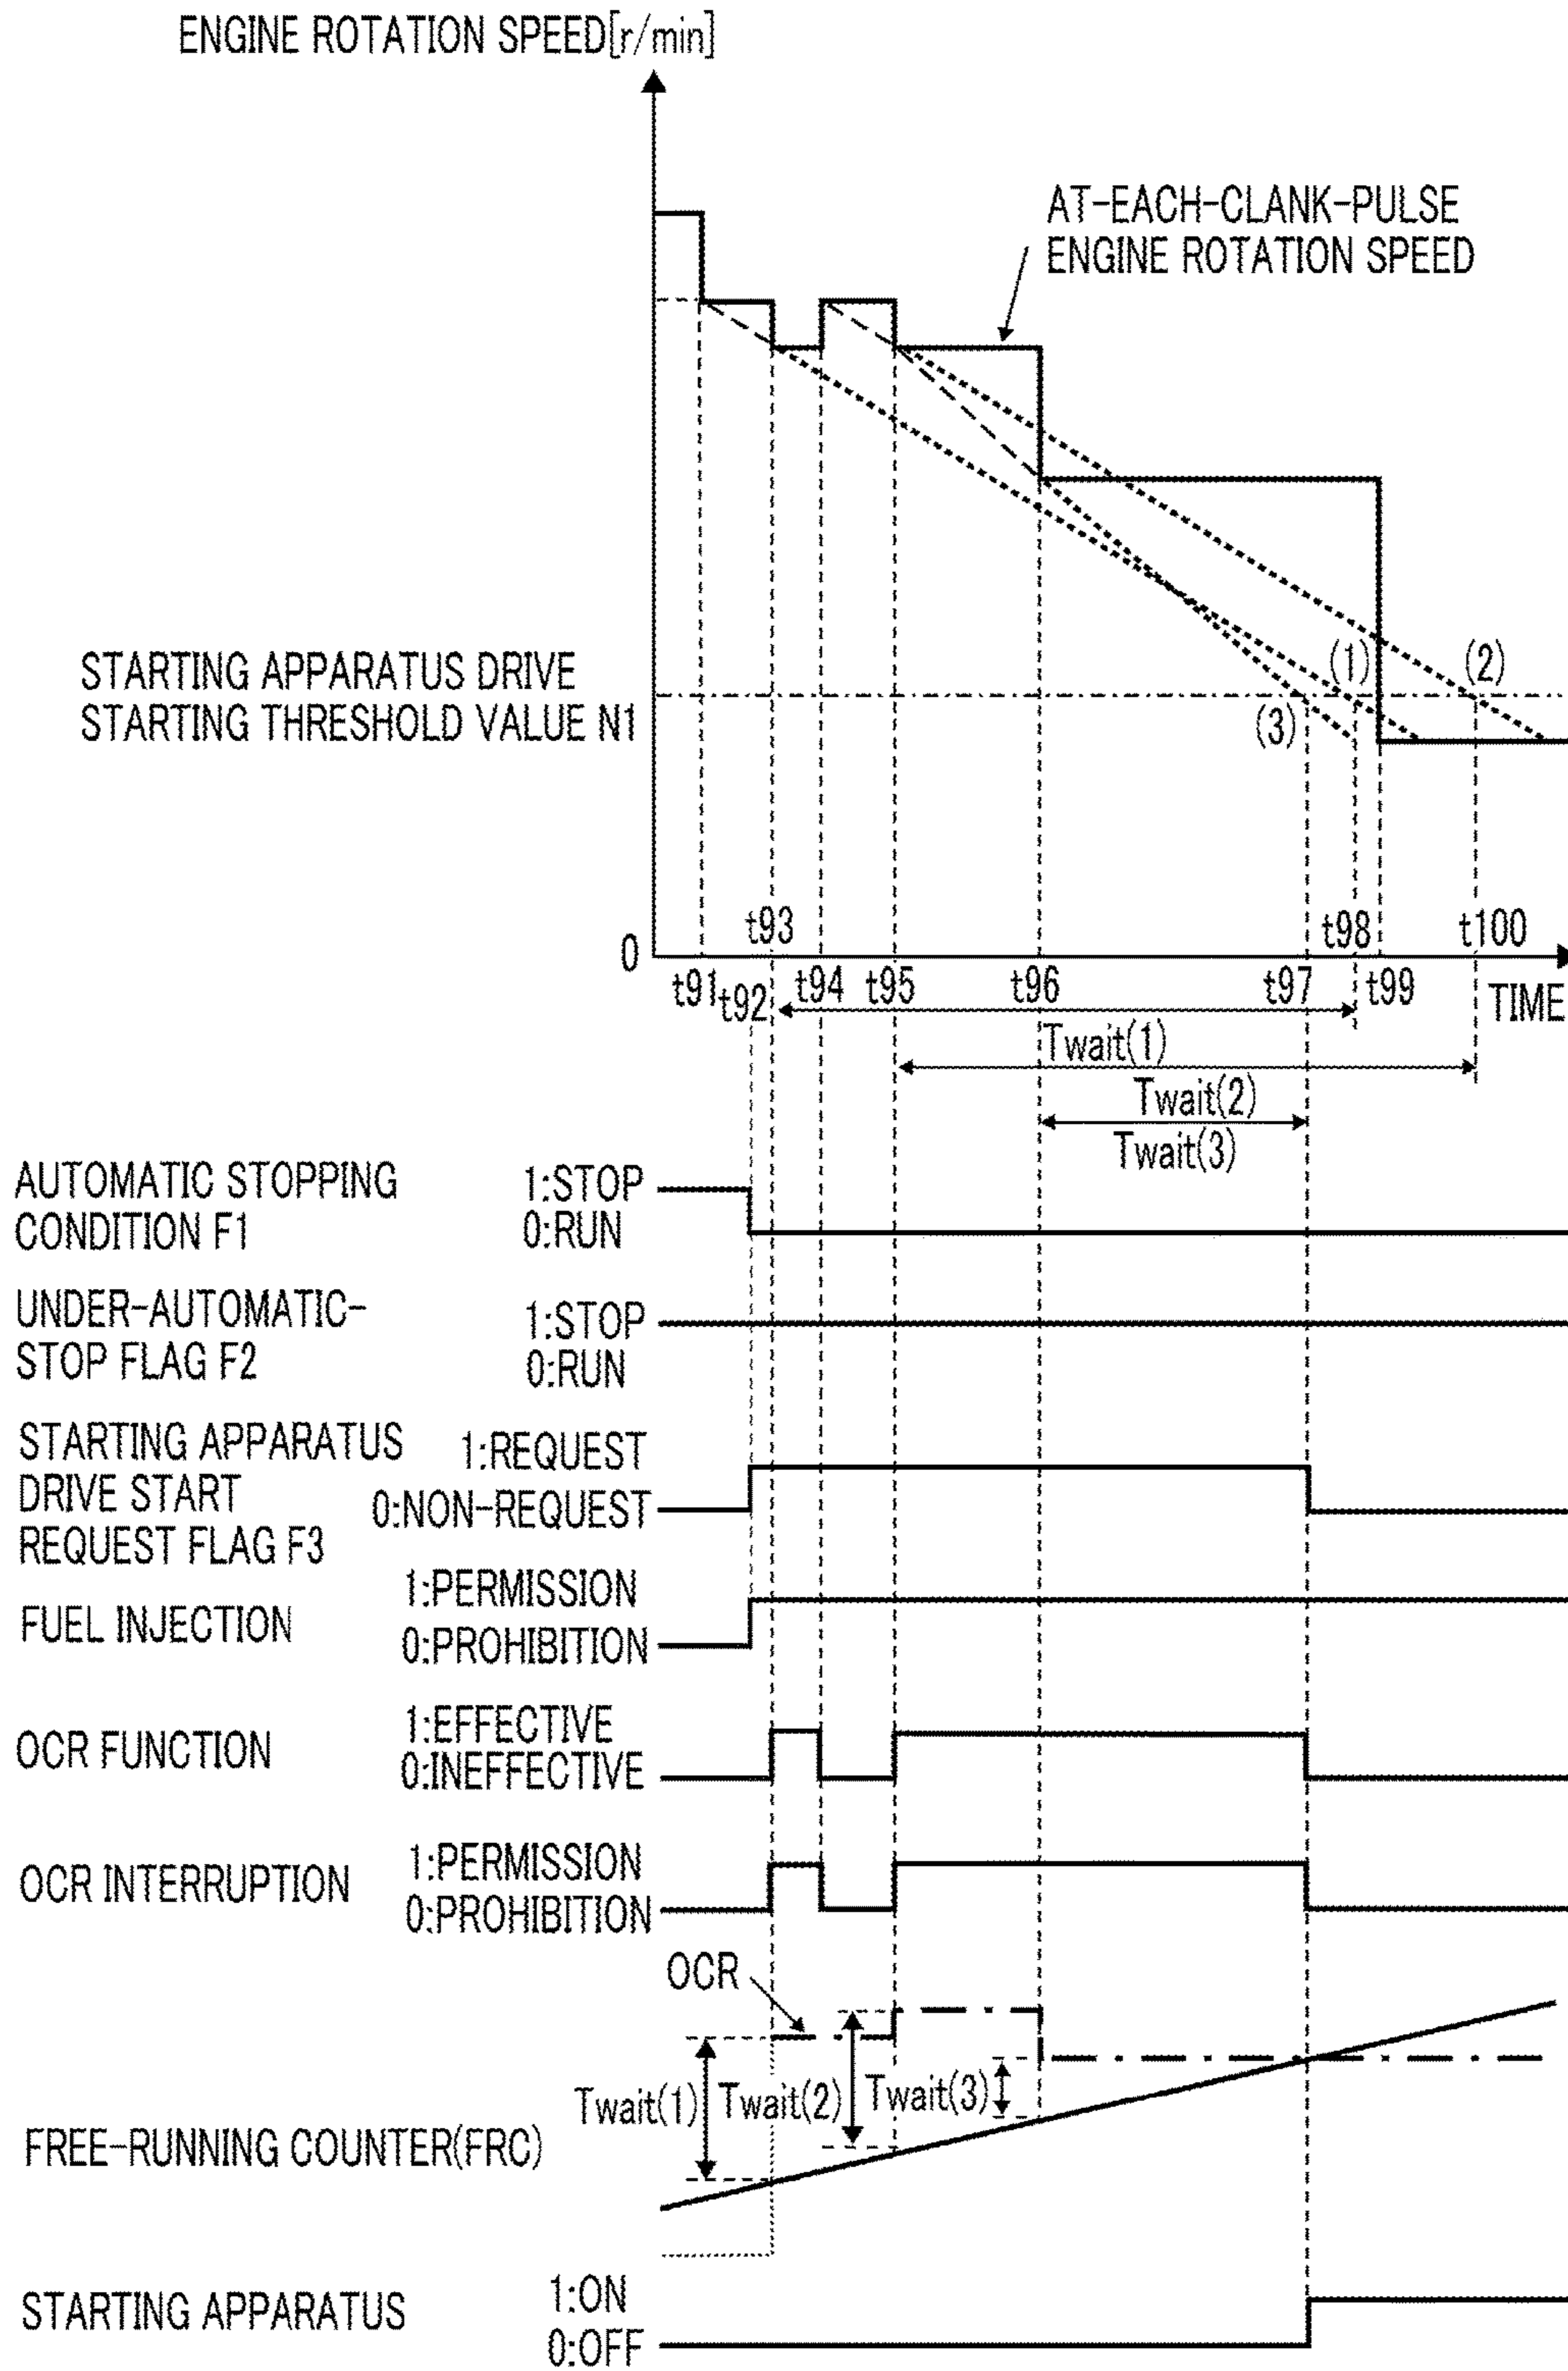 ENGINE ROTATION SPEED[r/min]
AT-EACH-CLANK-PULSE
ENGINE ROTATION SPEED
STARTING APPARATUS DRIVE
STARTING THRESHOLD VALUE N1
(1)
(2)
(3)
0
t93
t98
t100
t91
t92
t94
t95
t96
t97
t99
TIME
Twait(1)
Twait(2)
Twait(3)
AUTOMATIC STOPPING
CONDITION F1
1:STOP
0:RUN
UNDER-AUTOMATIC-
STOP FLAG F2
1:STOP
0:RUN
STARTING APPARATUS
DRIVE START
REQUEST FLAG F3
1:REQUEST
0:NON-REQUEST
FUEL INJECTION
1:PERMISSION
0:PROHIBITION
OCR FUNCTION
1:EFFECTIVE
0:INEFFECTIVE
OCR INTERRUPTION
1:PERMISSION
0:PROHIBITION
OCR
Twait(1)
Twait(2)
Twait(3)
FREE-RUNNING COUNTER(FRC)
STARTING APPARATUS
1:ON
0:OFF